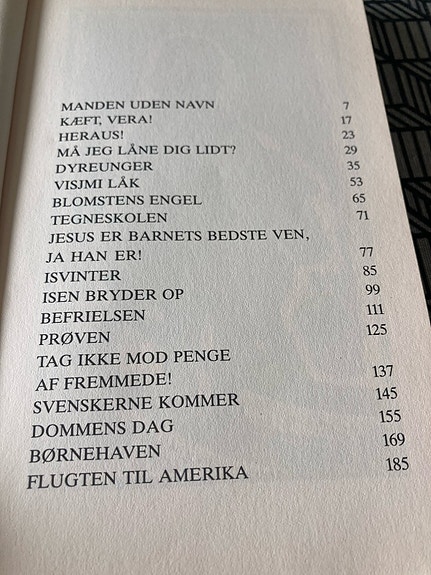 MANDEN UDEN NAVN 7
KÆFT, VERA! 17
HERAUS! 23
MÅ JEG LÅNE DIG LIDT? 29
DYREUNGER 35
VISJMI LÅK 53
BLOMSTENS ENGEL 65
TEGNESKOLEN 71
JESUS ER BARNETS BEDSTE VEN,
JA HAN ER! 77
ISVINTER 85
ISEN BRYDER OP 99
BEFRIELSEN 111
PRØVEN 125
TAG IKKE MOD PENGE
AF FREMMEDE! 137
SVENSKERNE KOMMER 145
DOMMENS DAG 155
BØRNEHAVEN 169
FLUGTEN TIL AMERIKA 185